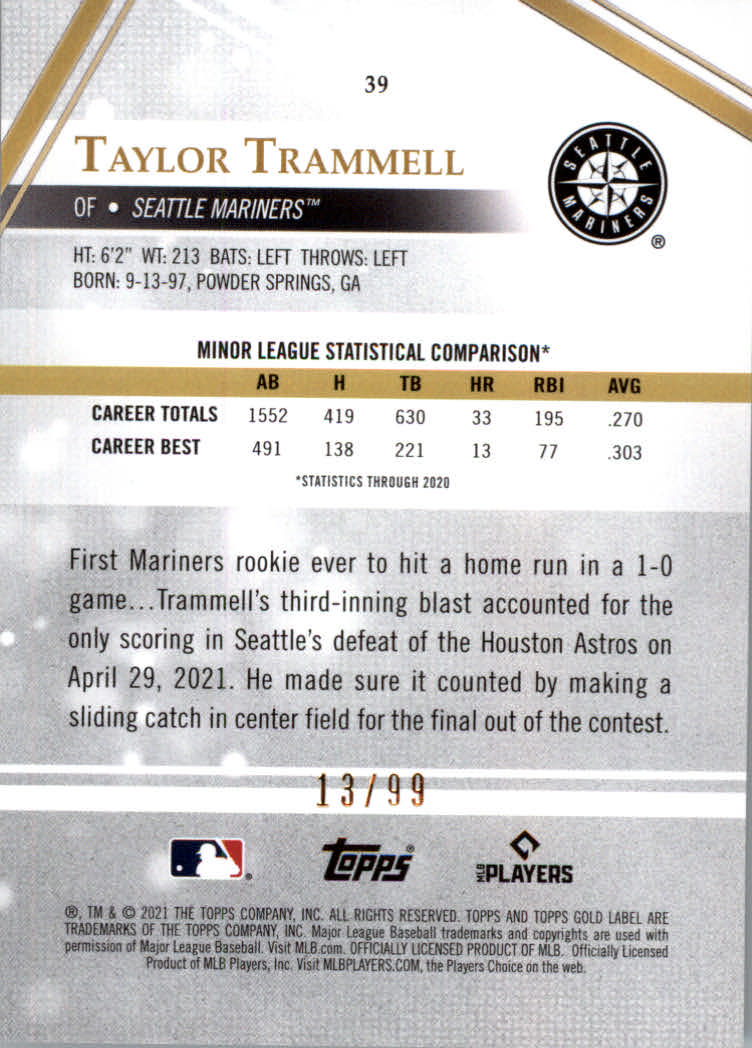 39
TAYLOR TRAMMELL
OF • SEATTLE MARINERS™
SEATTLE MARINERS ®
HT: 6'2" WT: 213 BATS: LEFT THROWS: LEFT
BORN: 9-13-97, POWDER SPRINGS, GA
MINOR LEAGUE STATISTICAL COMPARISON*
AB H TB HR RBI AVG
CAREER TOTALS 1552 419 630 33 195 .270
CAREER BEST 491 138 221 13 77 .303
*STATISTICS THROUGH 2020
First Mariners rookie ever to hit a home run in a 1-0
game...Trammell's third-inning blast accounted for the
only scoring in Seattle's defeat of the Houston Astros on
April 29, 2021. He made sure it counted by making a
sliding catch in center field for the final out of the contest.
13/99
® topps® MLB PLAYERS
®, TM & © 2021 THE TOPPS COMPANY, INC. ALL RIGHTS RESERVED. TOPPS AND TOPPS GOLD LABEL ARE
TRADEMARKS OF THE TOPPS COMPANY, INC. Major League Baseball trademarks and copyrights are used with
permission of Major League Baseball. Visit MLB.com. OFFICIALLY LICENSED PRODUCT OF MLB. Officially Licensed
Product of MLB Players, Inc. Visit MLBPLAYERS.COM, the Players Choice on the web.